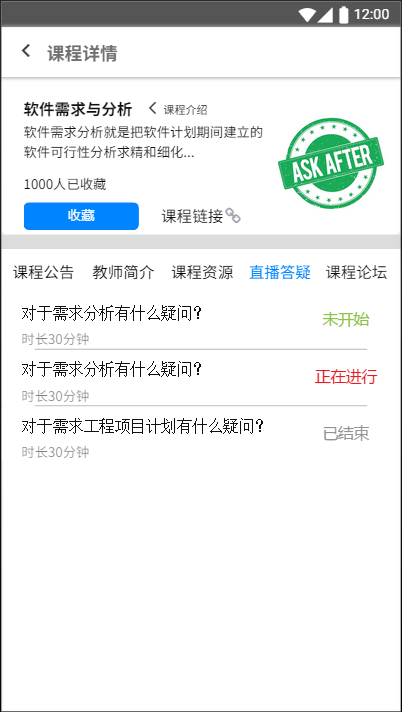 12:00
课程详情
软件需求与分析 课程介绍
软件需求分析就是把软件计划期间建立的
软件可行性分析求精和细化...
ASK AFTER
1000人已收藏
收藏 课程链接
课程公告 教师简介 课程资源 直播答疑 课程论坛
对于需求分析有什么疑问?
未开始
时长30分钟
对于需求分析有什么疑问?
正在进行
时长30分钟
对于需求工程项目计划有什么疑问?
已结束
时长30分钟